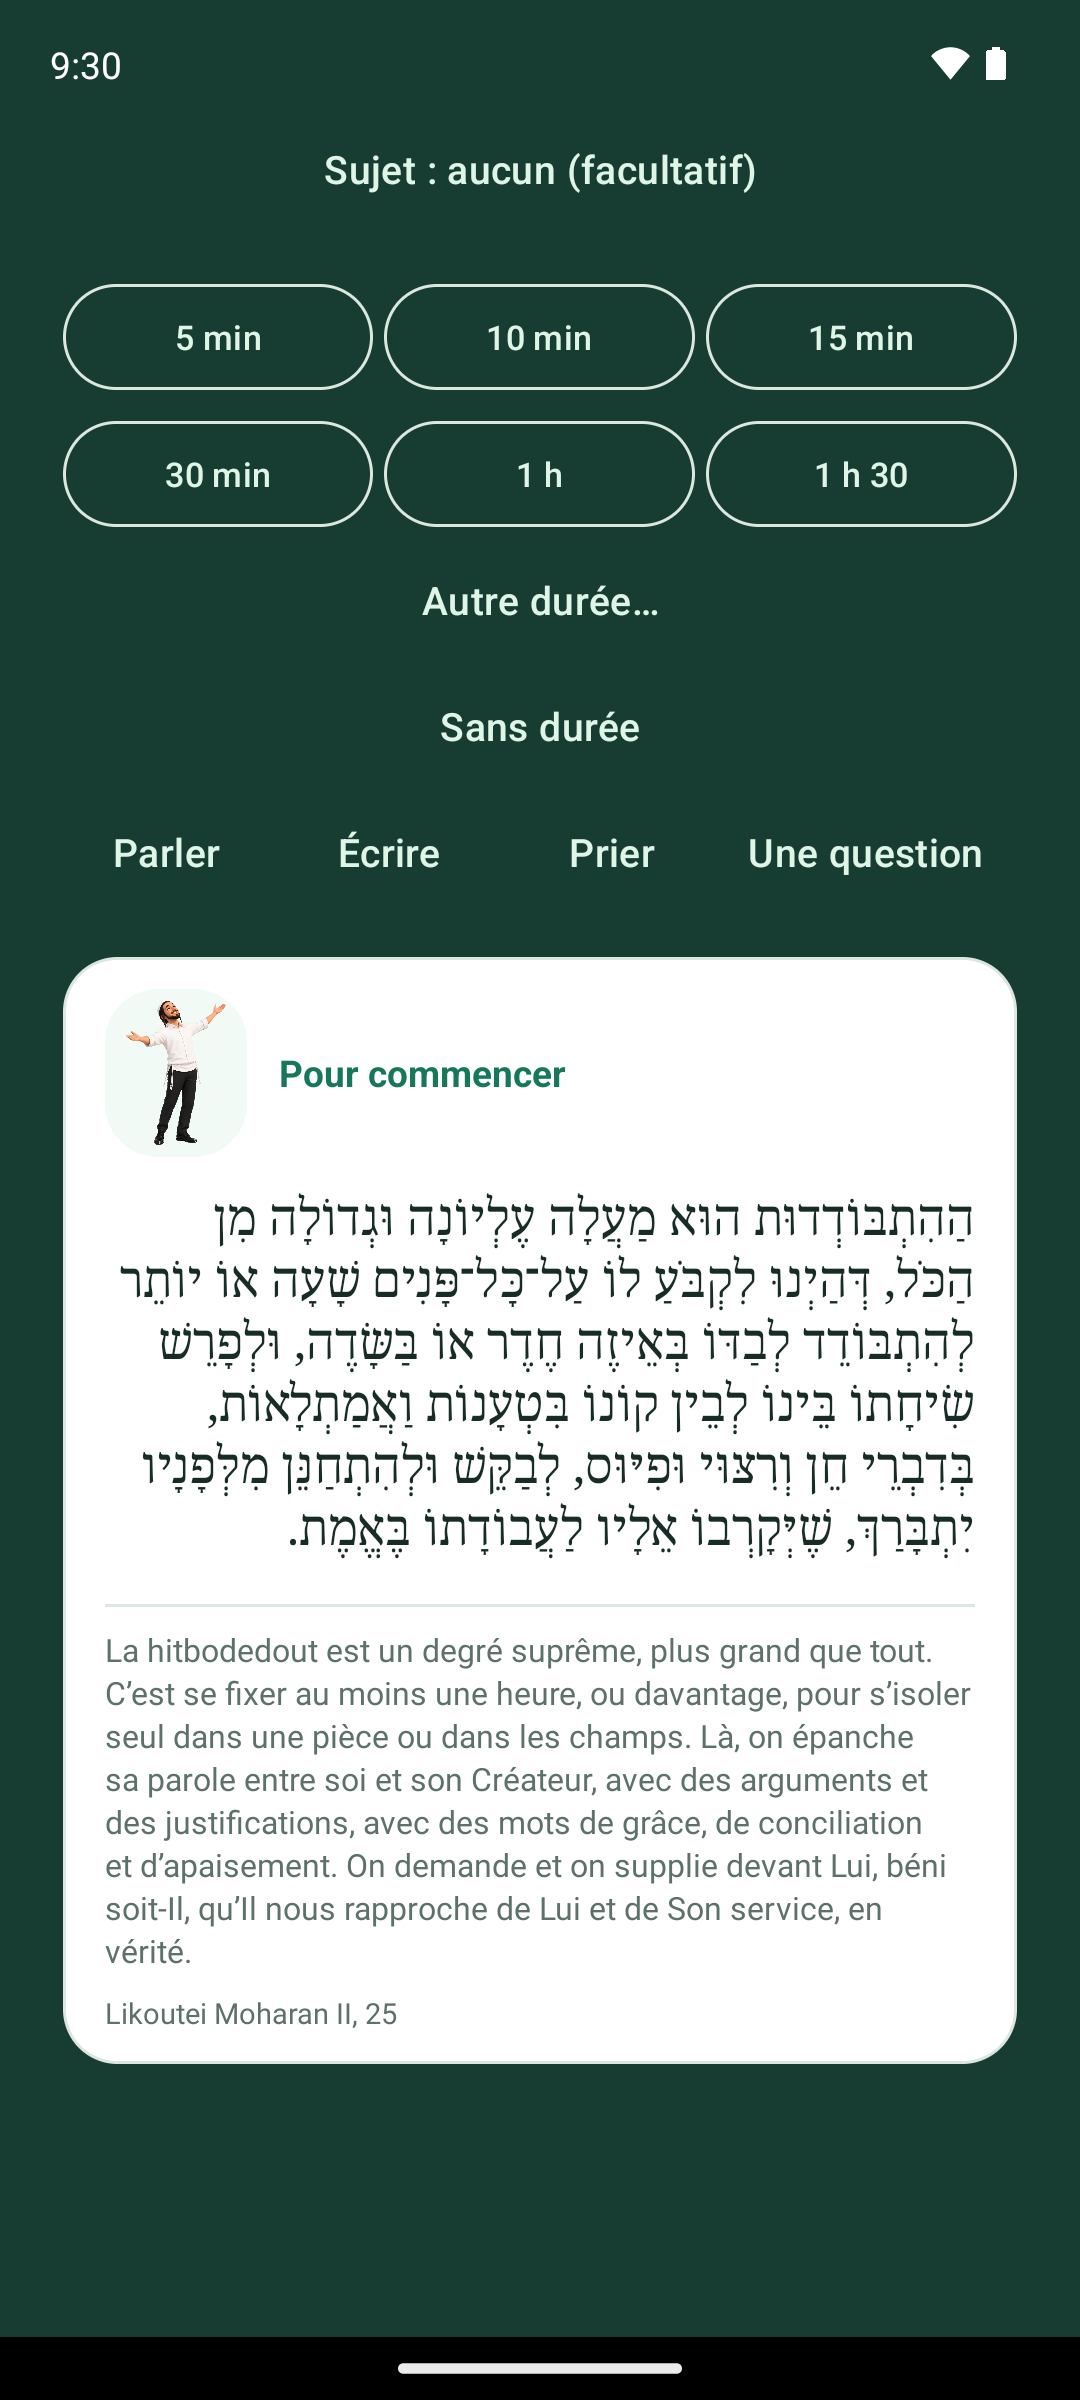 9:30
Sujet : aucun (facultatif)
5 min
10 min
15 min
30 min
1 h
1 h 30
Autre durée…
Sans durée
Parler
Écrire
Prier
Une question
Pour commencer
הַהִתְבּוֹדְדוּת הוּא מַעֲלָה עֶלְיוֹנָה וּגְדוֹלָה מִן
הַכֹּל, דְּהַיְנוּ לִקְבֹּעַ לוֹ עַל־כָּל־פָּנִים שָׁעָה אוֹ יוֹתֵר
לְהִתְבּוֹדֵד לְבַדּוֹ בְּאֵיזֶה חֶדֶר אוֹ בַּשָּׂדֶה, וּלְפָרֵשׁ
שִׂיחָתוֹ בֵּינוֹ לְבֵין קוֹנוֹ בִּטְעָנוֹת וַאֲמַתְלָאוֹת,
בְּדִבְרֵי חֵן וְרִצּוּי וּפִיּוּס, לְבַקֵּשׁ וּלְהִתְחַנֵּן מִלְּפָנָיו
יִתְבָּרַךְ, שֶׁיְּקָרְבוֹ אֵלָיו לַעֲבוֹדָתוֹ בֶּאֱמֶת.
La hitbodedout est un degré suprême, plus grand que tout.
C’est se fixer au moins une heure, ou davantage, pour s’isoler
seul dans une pièce ou dans les champs. Là, on épanche
sa parole entre soi et son Créateur, avec des arguments et
des justifications, avec des mots de grâce, de conciliation
et d’apaisement. On demande et on supplie devant Lui, béni
soit-Il, qu’Il nous rapproche de Lui et de Son service, en
vérité.
Likoutei Moharan II, 25